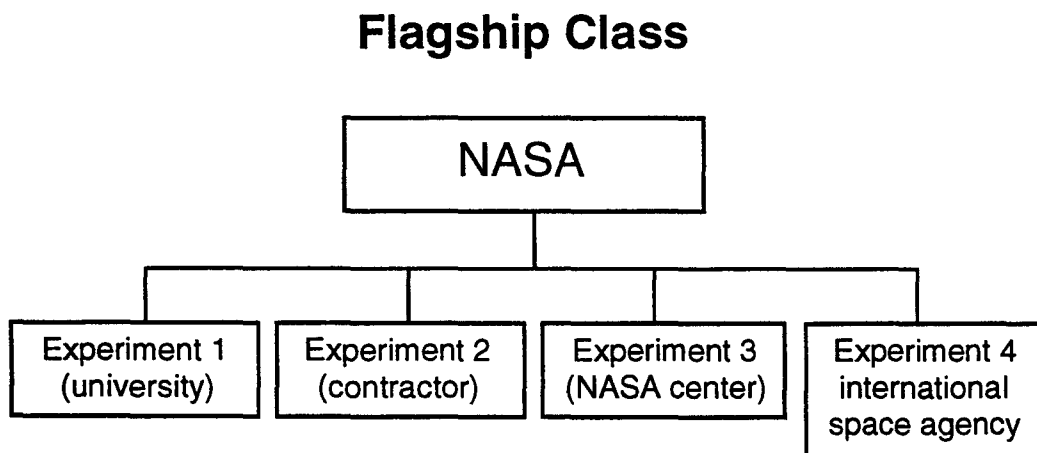 Flagship Class
NASA
Experiment 1
(university)
Experiment 2
(contractor)
Experiment 3
(NASA center)
Experiment 4
international
space agency